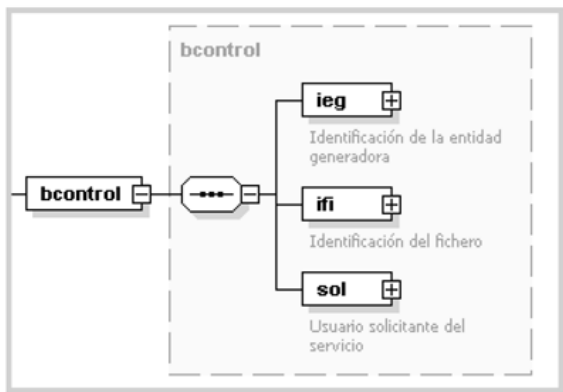 bcontrol
ieg
Identificación de la entidad
generadora
bcontrol
ifi
Identificación del fichero
sol
Usuario solicitante del
servicio